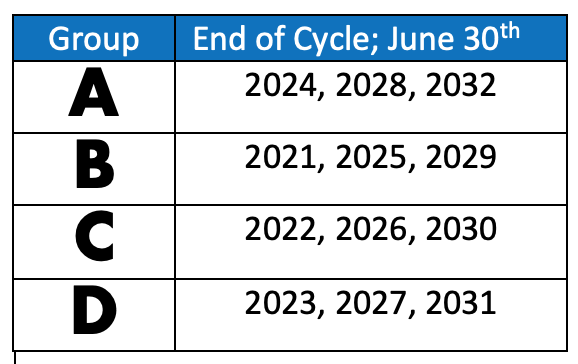 Group End of Cycle; June 30th
A 2024, 2028, 2032
B 2021, 2025, 2029
C 2022, 2026, 2030
D 2023, 2027, 2031